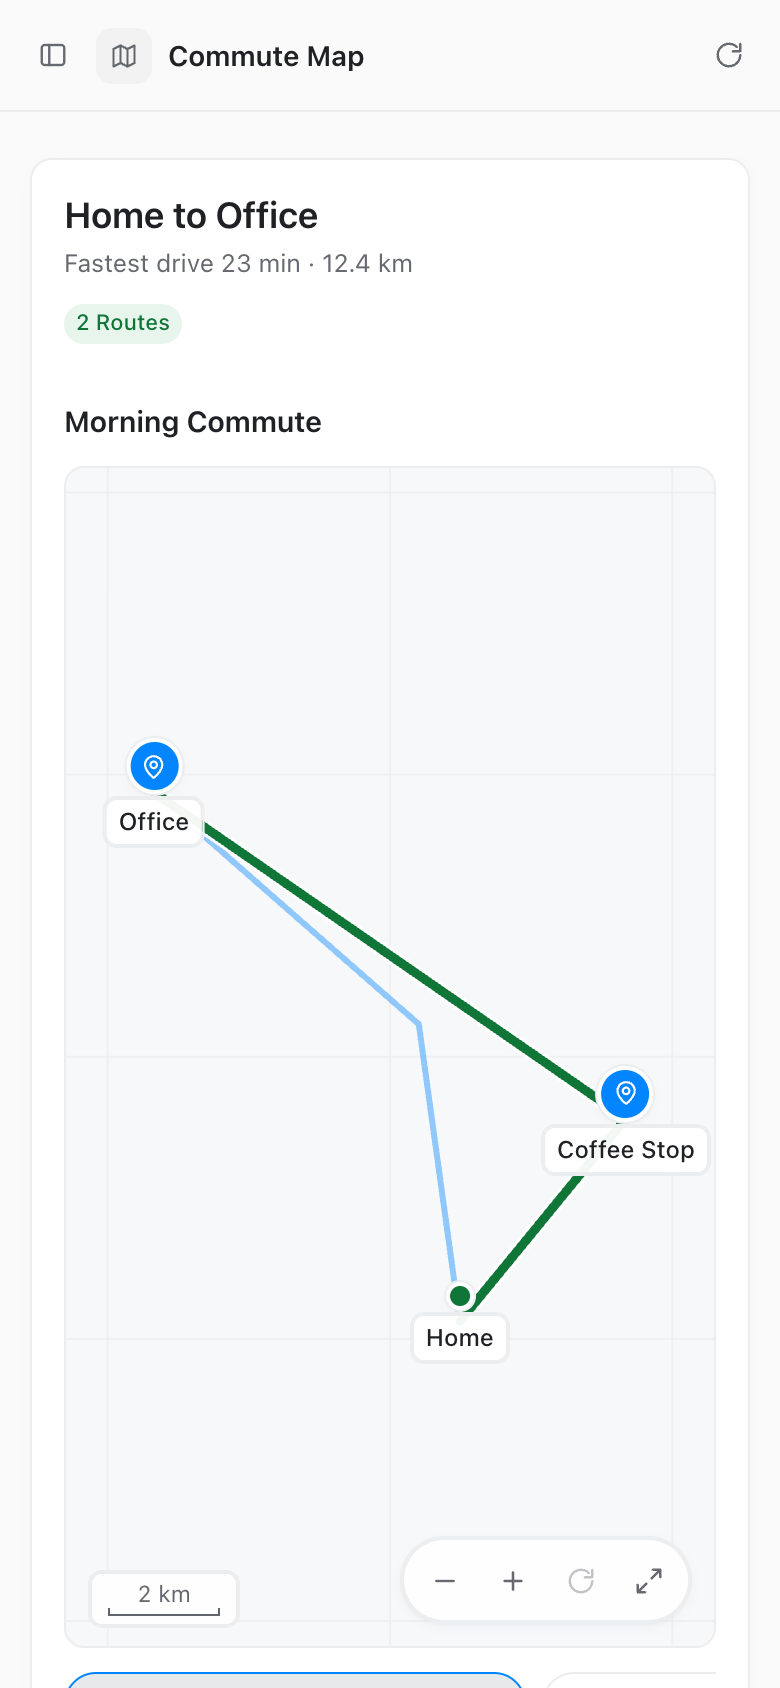 Commute Map
Home to Office
Fastest drive 23 min · 12.4 km
2 Routes
Morning Commute
Office
Coffee Stop
Home
2 km